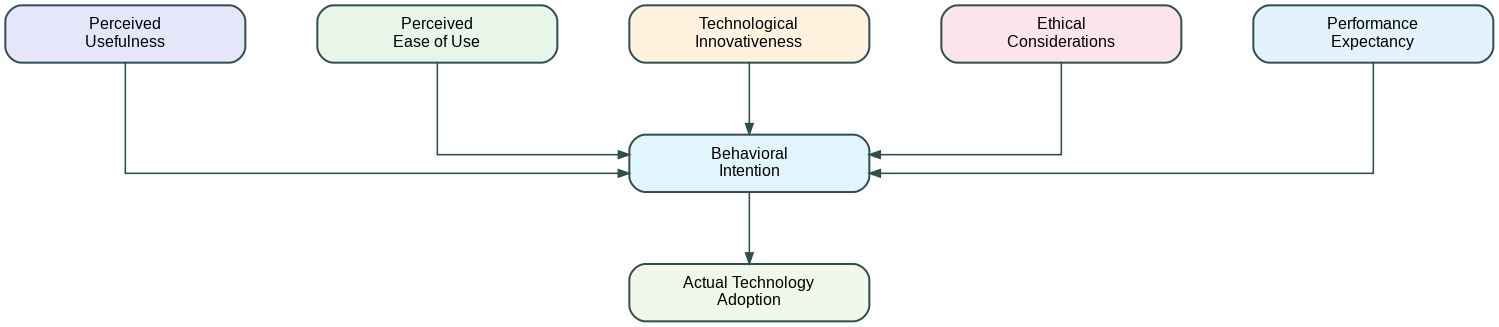 Perceived
Usefulness
Perceived
Ease of Use
Technological
Innovativeness
Ethical
Considerations
Performance
Expectancy
Behavioral
Intention
Actual Technology
Adoption